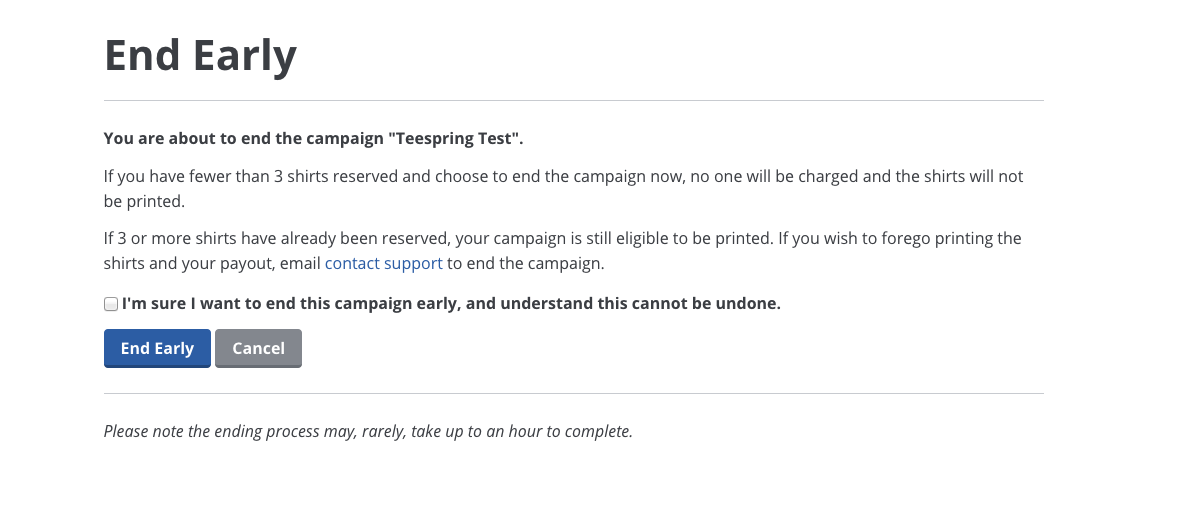 End Early
You are about to end the campaign "Teespring Test".
If you have fewer than 3 shirts reserved and choose to end the campaign now, no one will be charged and the shirts will not
be printed.
If 3 or more shirts have already been reserved, your campaign is still eligible to be printed. If you wish to forego printing the
shirts and your payout, email contact support to end the campaign.
I'm sure I want to end this campaign early, and understand this cannot be undone.
End Early Cancel
Please note the ending process may, rarely, take up to an hour to complete.